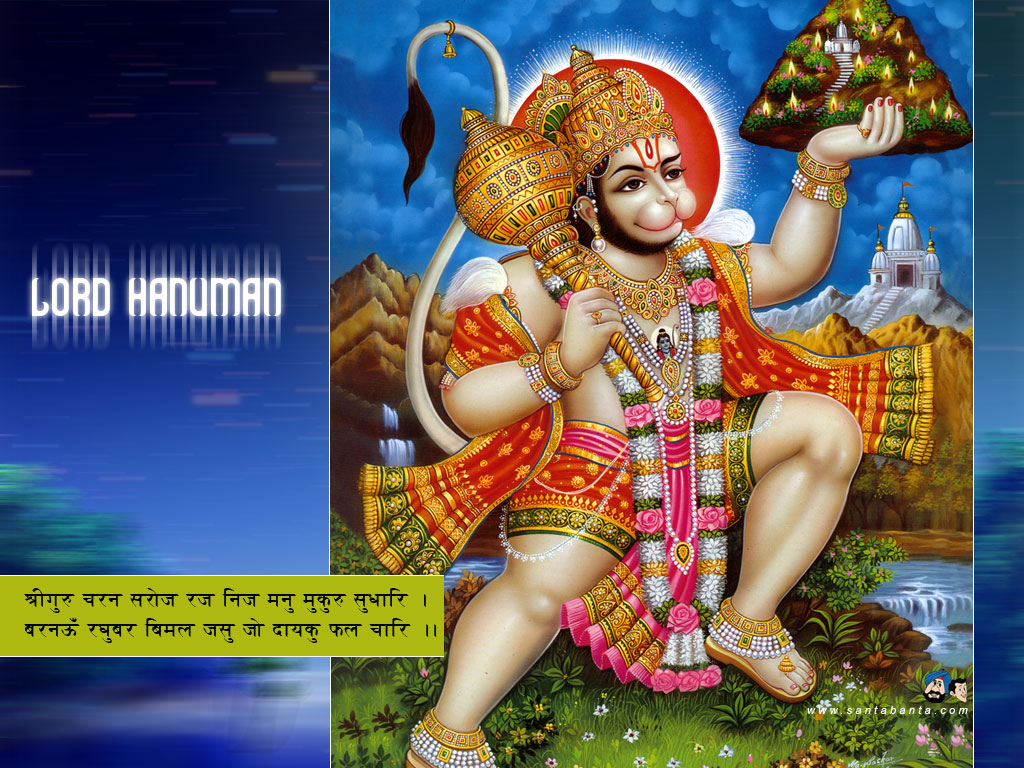 LORD HANUMAN
श्रीगुरु चरन सरोज रज निज मनु मुकुरु सुधारि ।
बरनऊँ रघुबर बिमल जसु जो दायकु फल चारि ।।
www.santabanta.com